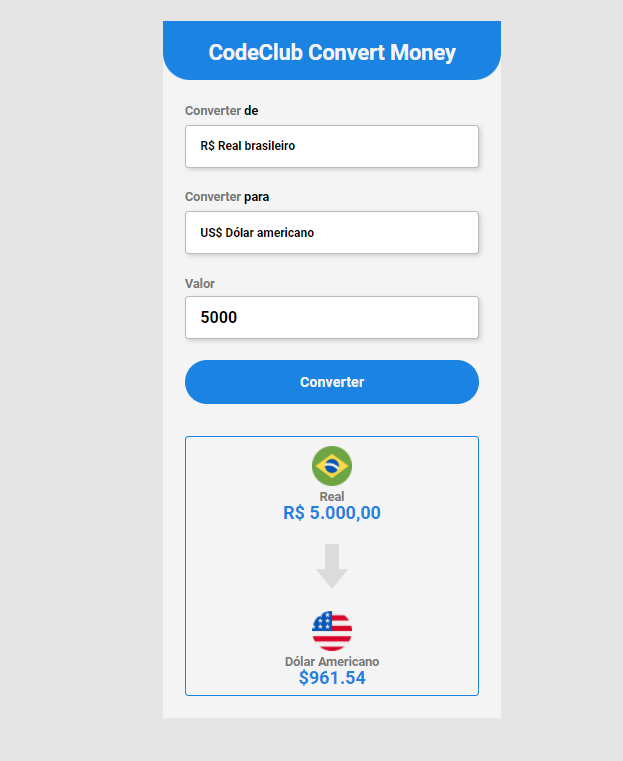 CodeClub Convert Money
Converter de
R$ Real brasileiro
Converter para
US$ Dólar americano
Valor
5000
Converter
Real
R$ 5.000,00
Dólar Americano
$961.54